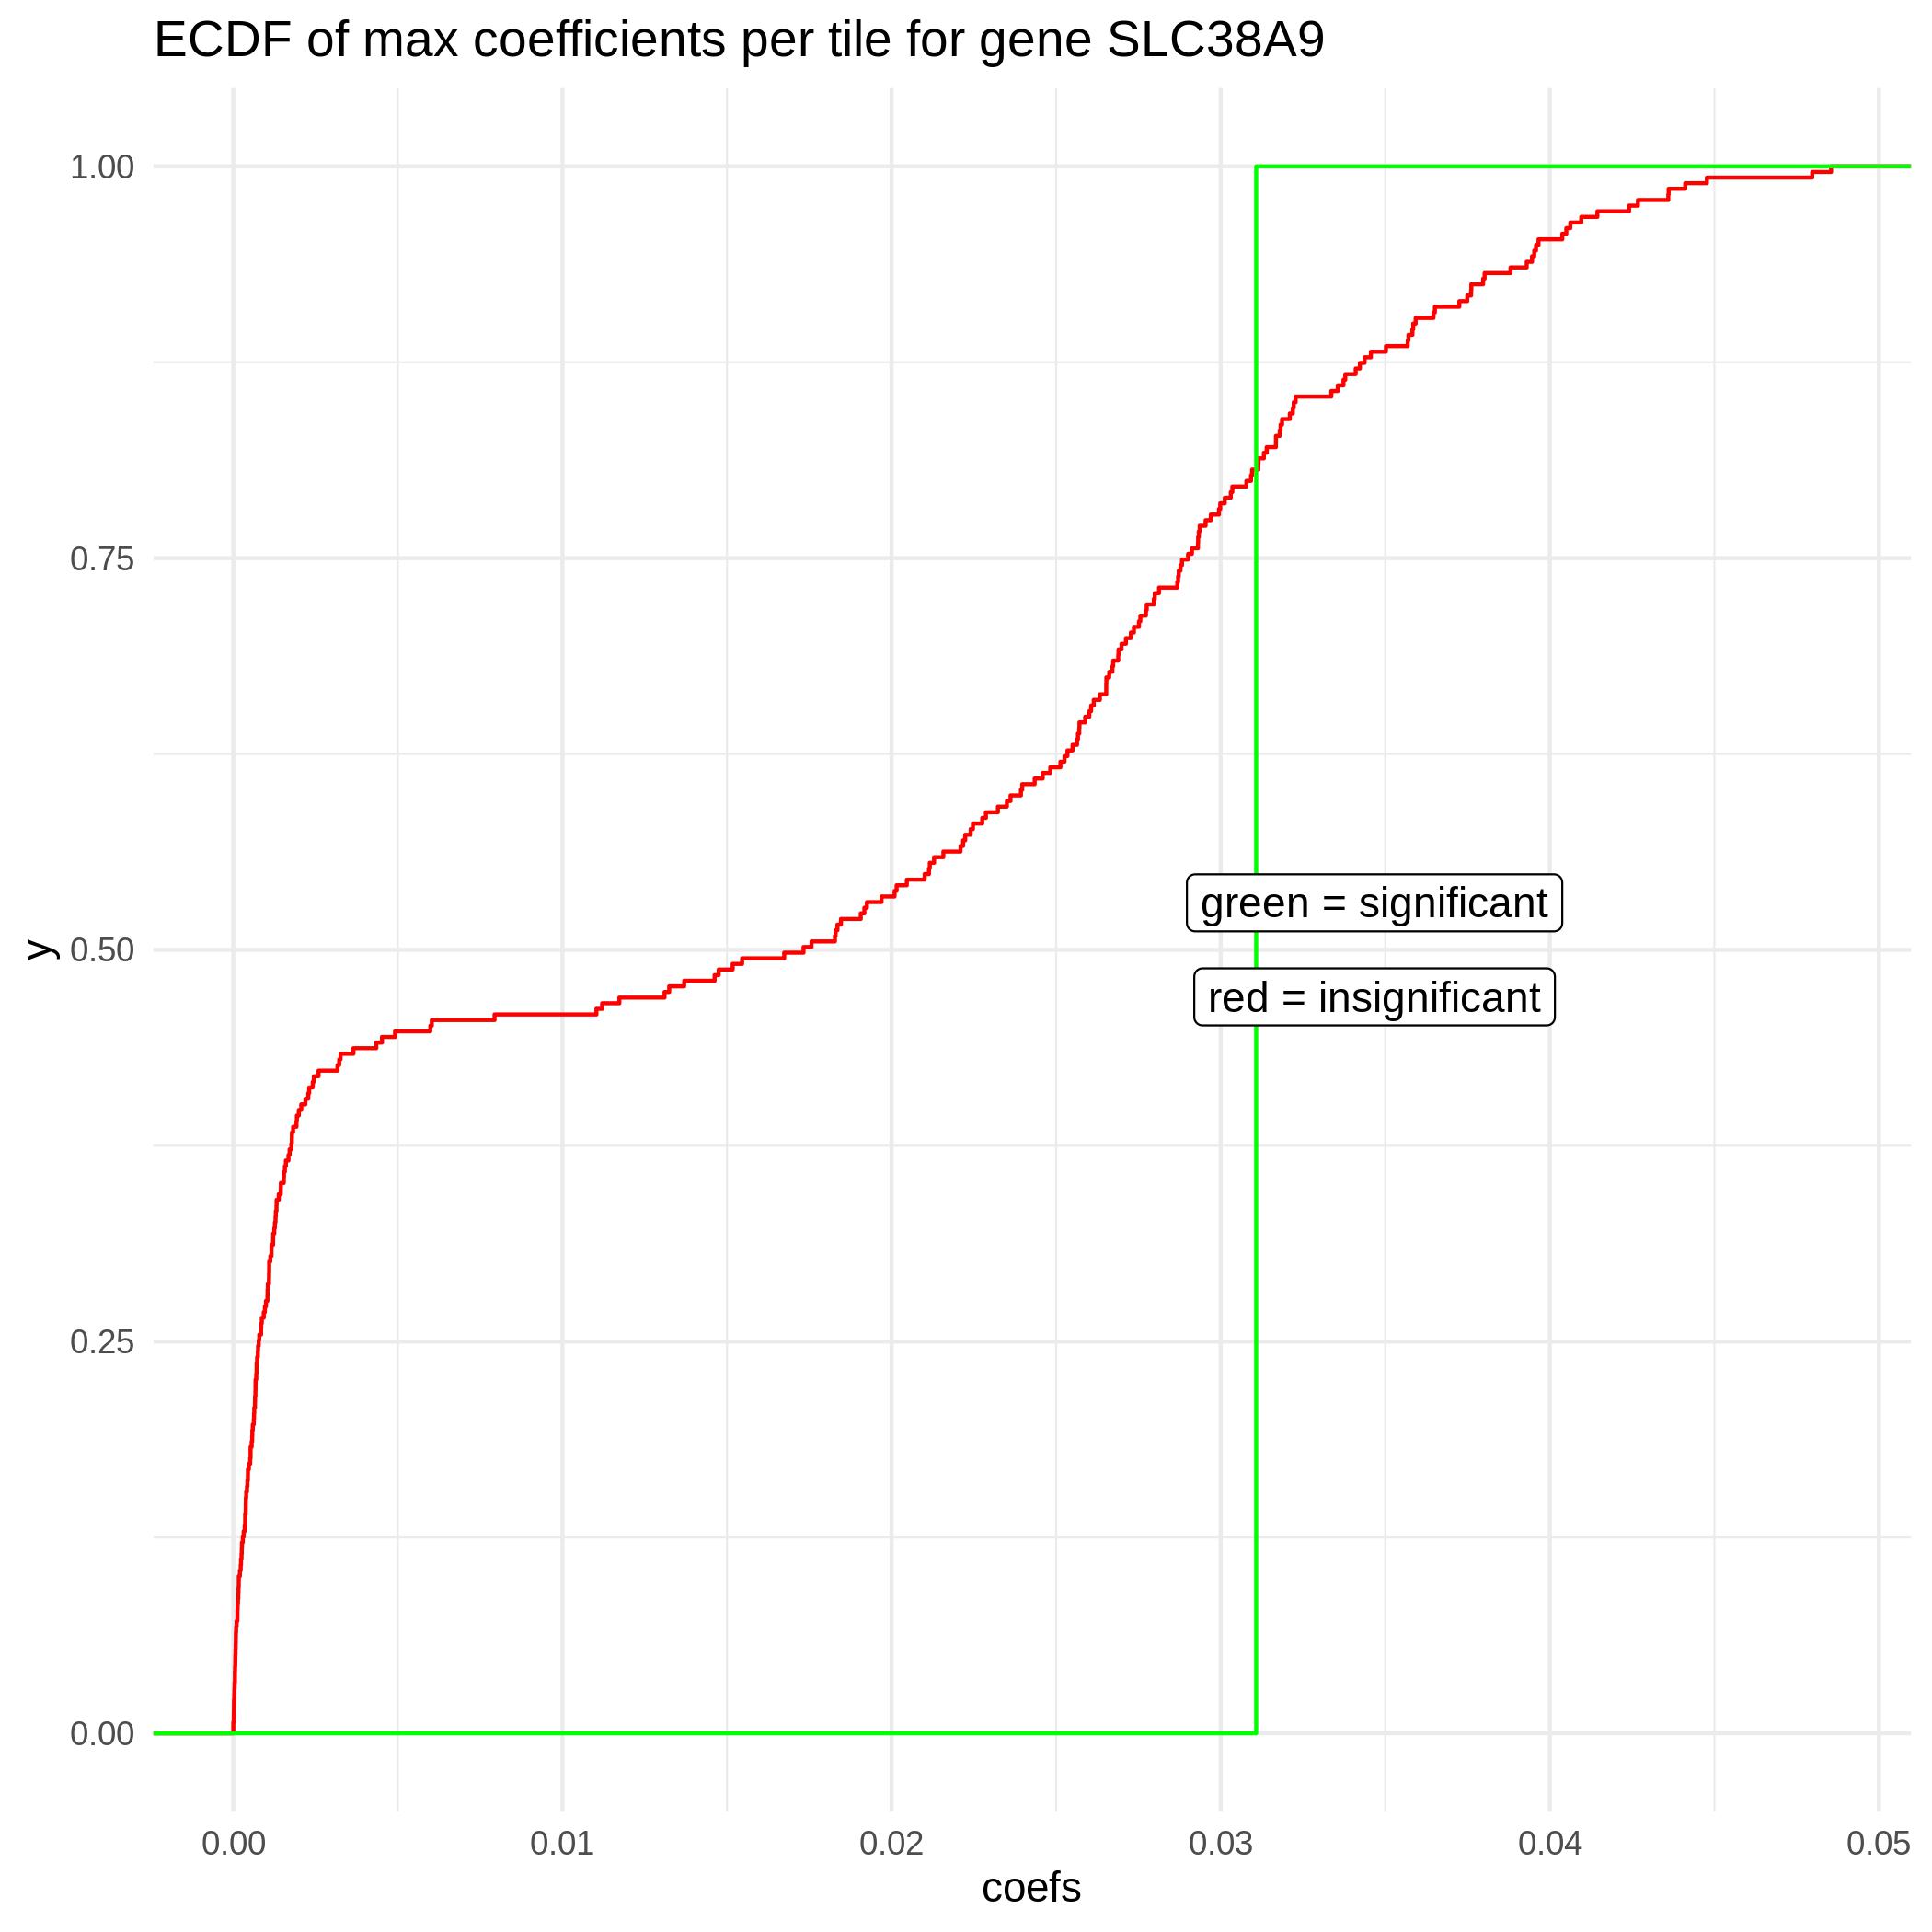 ECDF of max coefficients per tile for gene SLC38A9
1.00
0.75
0.50
0.25
0.00
y
green = significant
red = insignificant
0.00 0.01 0.02 0.03 0.04 0.05
coefs